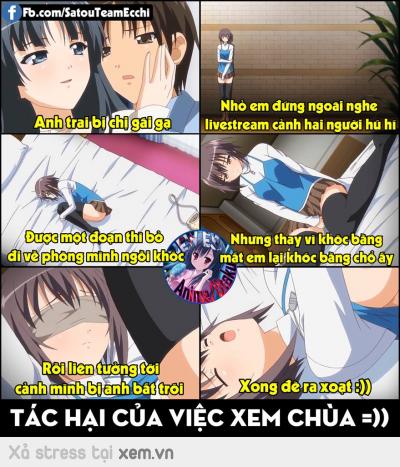 Fb.com/SatouTeamEcchi
Anh trai bị chị gái gạ
Nhỏ em đứng ngoài nghe
livestream cảnh hai người hú hí
Được một đoạn thì bỏ
đi về phòng mình ngồi khóc
Nhưng thay vì khóc bằng
mắt em lại khóc bằng chỗ ấy
Rồi liên tưởng tới
cảnh mình bị anh bắt trói
Xong đê ra xoạt :))
TÁC HẠI CỦA VIỆC XEM CHÙA =))
Xả stress tại xem.vn